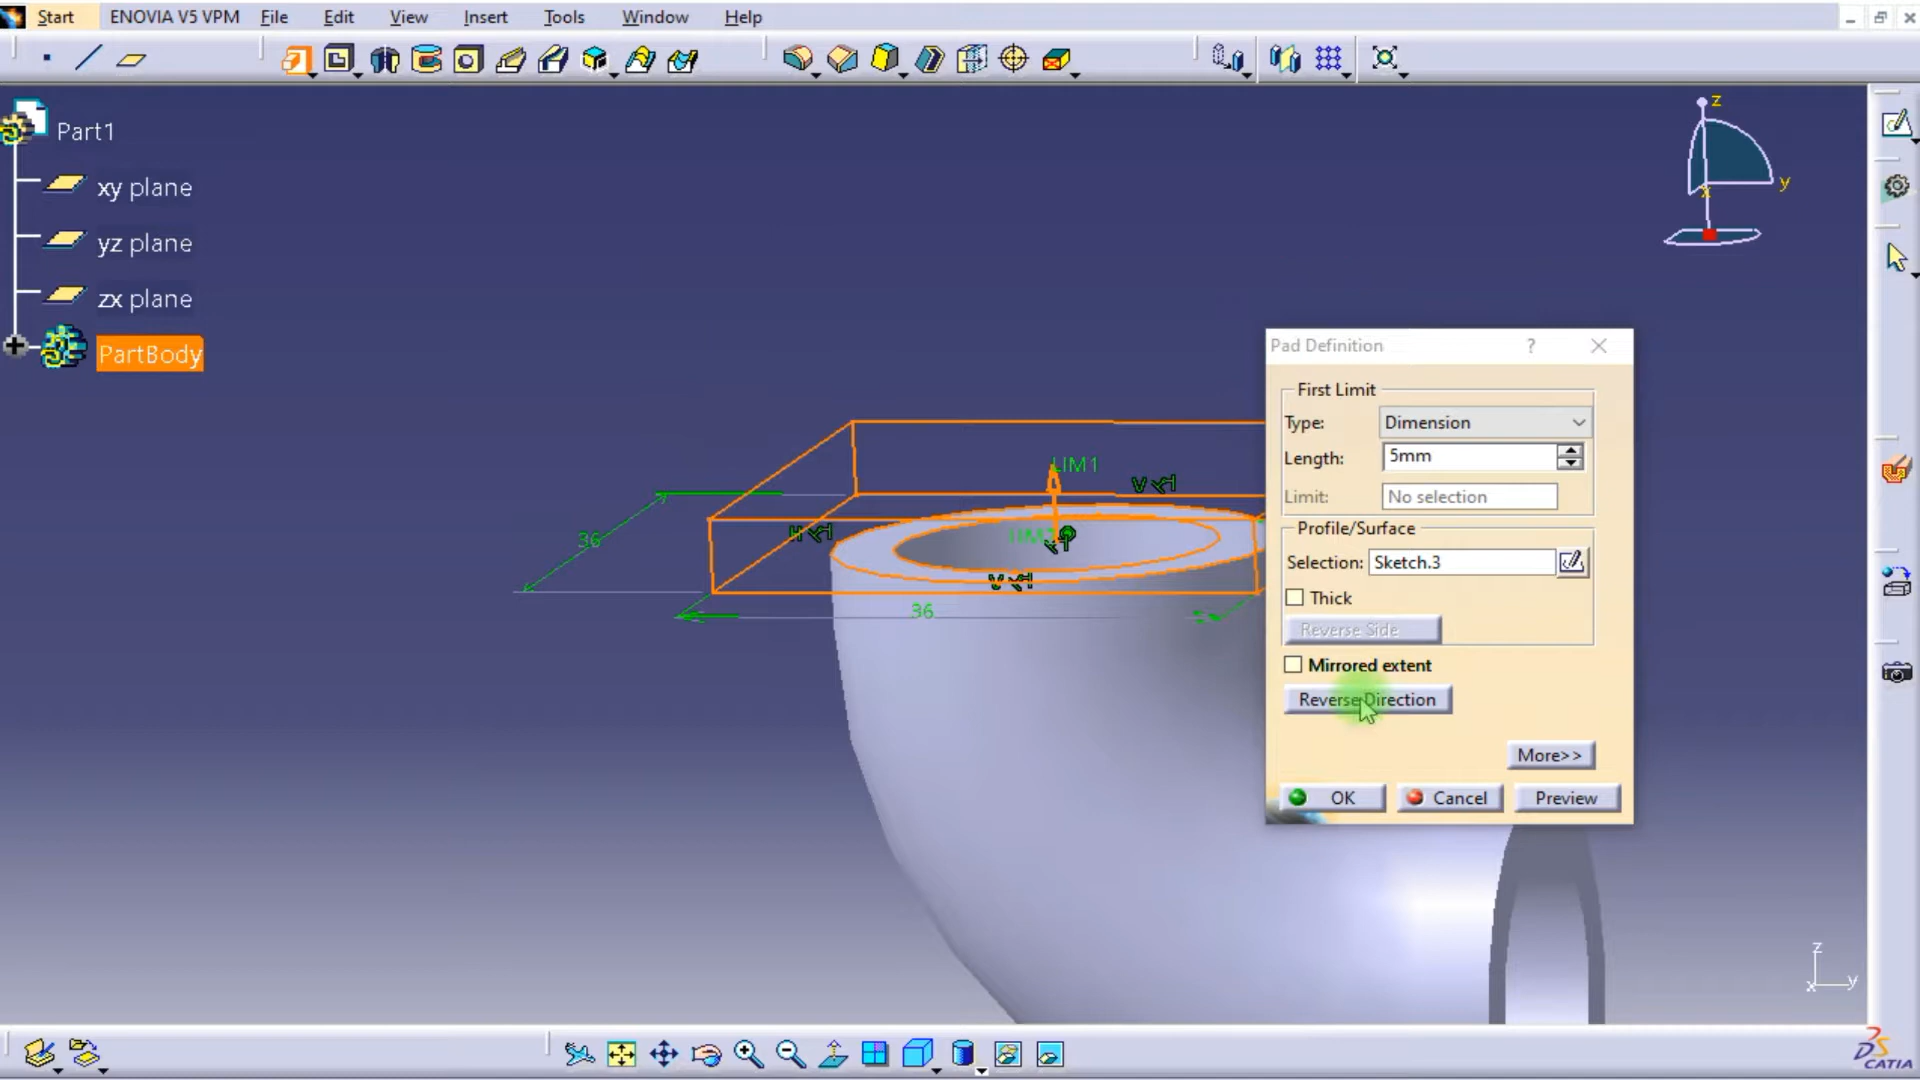 Start ENOVIA V5 VPM File Edit View Insert Tools Window Help
Part1
xy plane
yz plane
zx plane
PartBody
z
y
x
LIM1
V
H
36
V
36
Pad Definition ?
First Limit
Type: Dimension
Length: 5mm
Limit: No selection
Profile/Surface
Selection: Sketch.3
Thick
Reverse Side
Mirrored extent
Reverse Direction
More>>
OK Cancel Preview
z
x y
CATIA